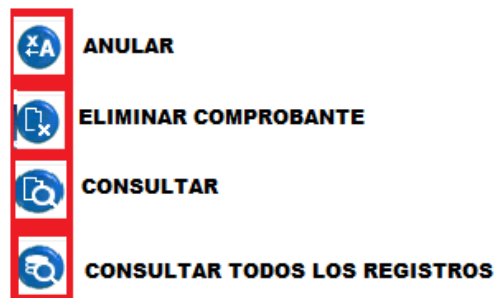 ANULAR
ELIMINAR COMPROBANTE
CONSULTAR
CONSULTAR TODOS LOS REGISTROS